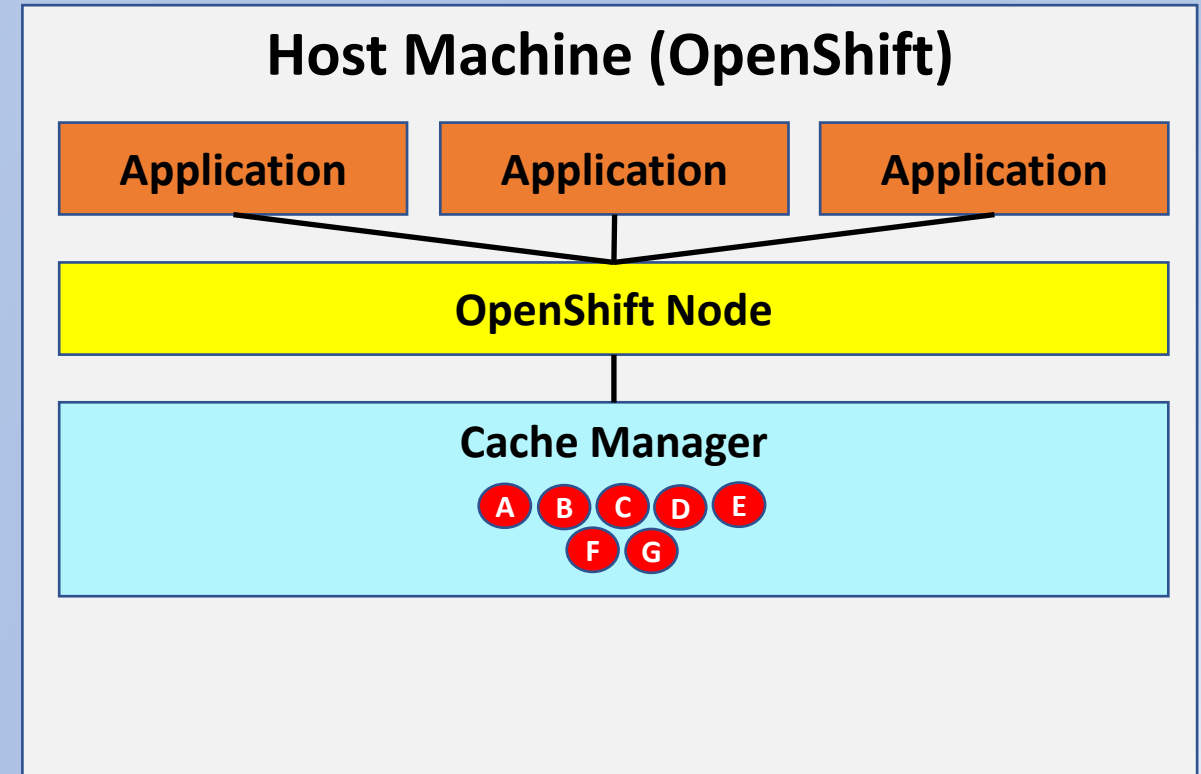 Host Machine (OpenShift)
Application Application Application
OpenShift Node
Cache Manager
A B C D E
F G